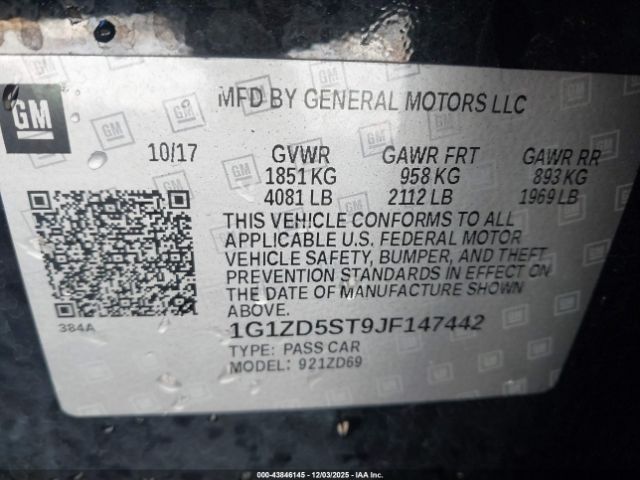 GM
MFD BY GENERAL MOTORS LLC
10/17 GVWR GAWR FRT GAWR RR
1851 KG 958 KG 893 KG
4081 LB 2112 LB 1969 LB
THIS VEHICLE CONFORMS TO ALL
APPLICABLE U.S. FEDERAL MOTOR
VEHICLE SAFETY, BUMPER, AND THEFT
PREVENTION STANDARDS IN EFFECT ON
THE DATE OF MANUFACTURE SHOWN
ABOVE.
384A
1G1ZD5ST9JF147442
TYPE: PASS CAR
MODEL: 921ZD69
000-43846145 - 12/03/2025 - IAA Inc.